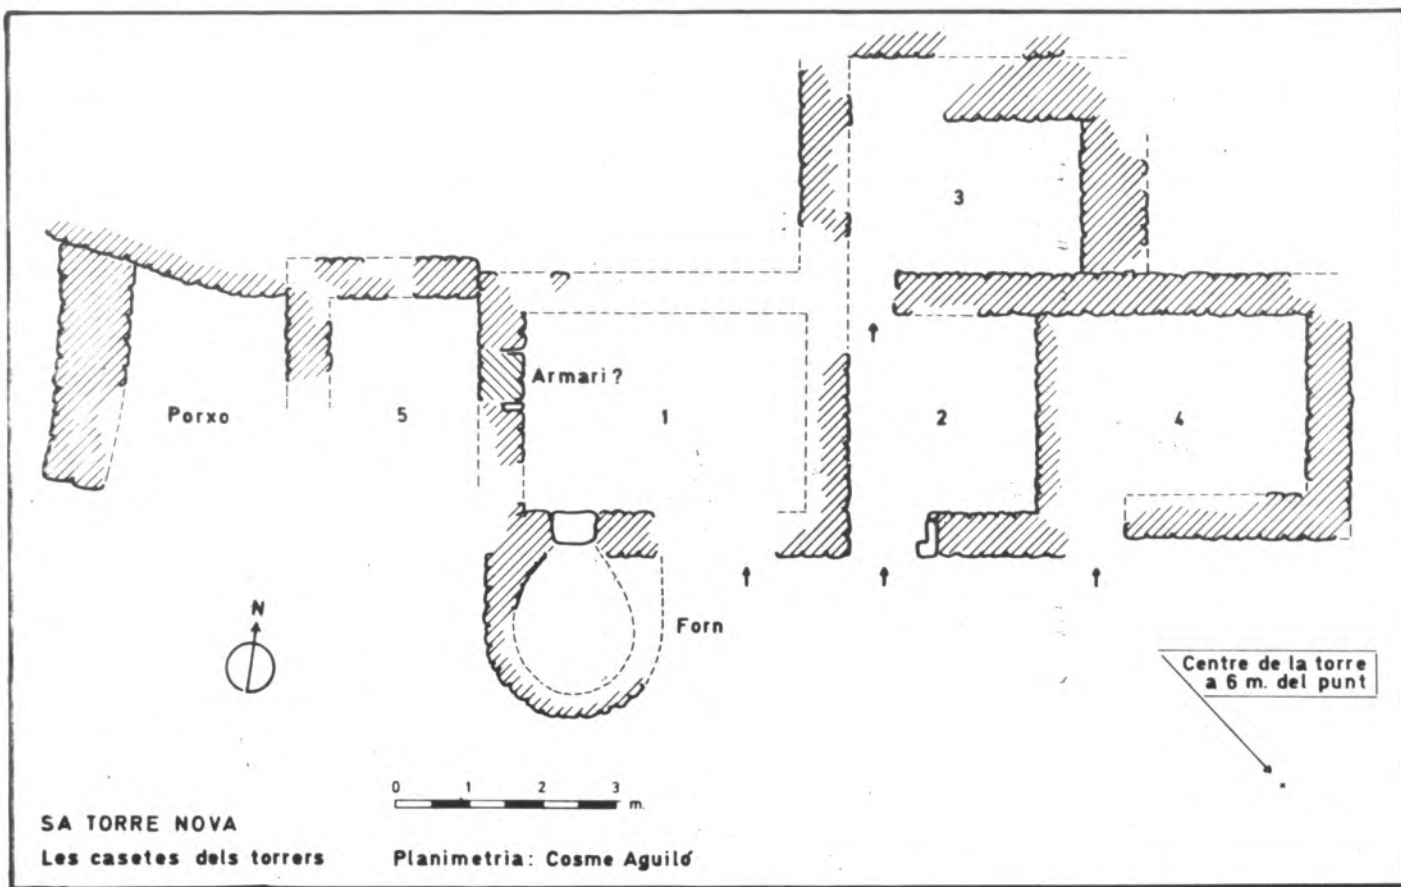 3
Armari?
Porxo
5
1
2
4
N
Forn
Centre de la torre
a 6 m. del punt
0 1 2 3 m.
SA TORRE NOVA
Les casetes dels torrers
Planimetria: Cosme Aguiló